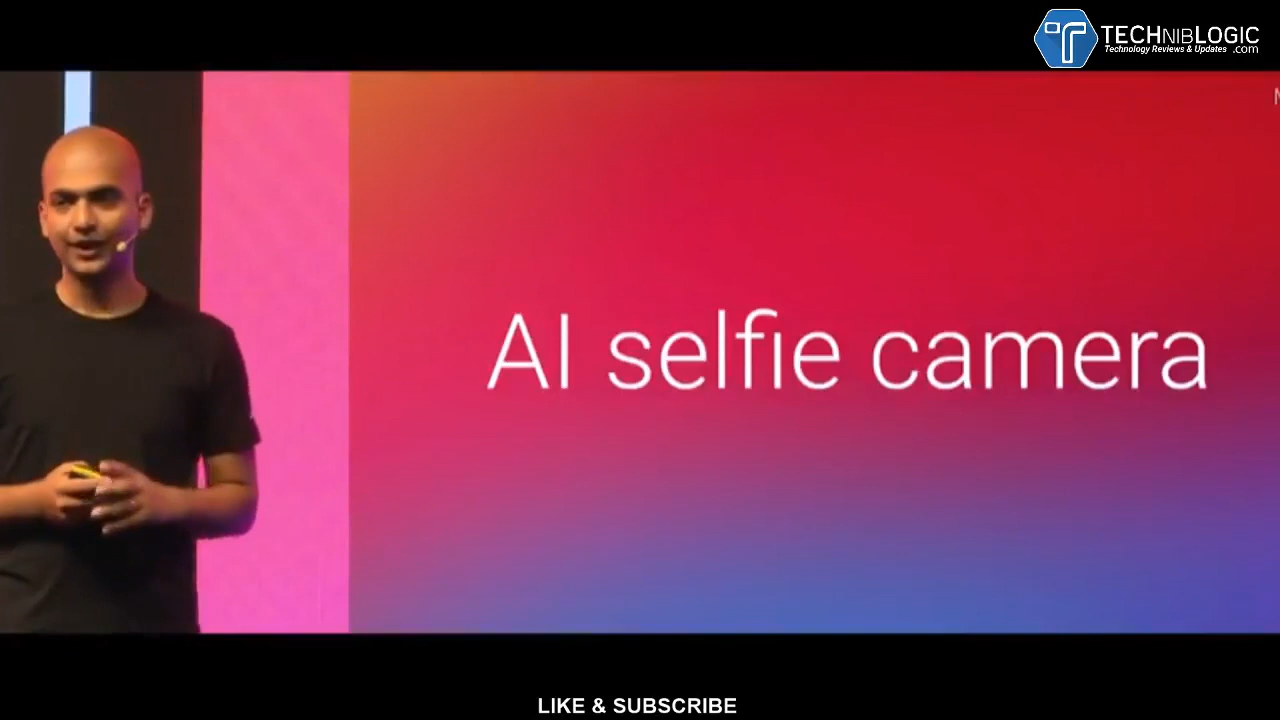 TECHNIBLOGIC
Technology Reviews & Updates .com
AI selfie camera
LIKE & SUBSCRIBE